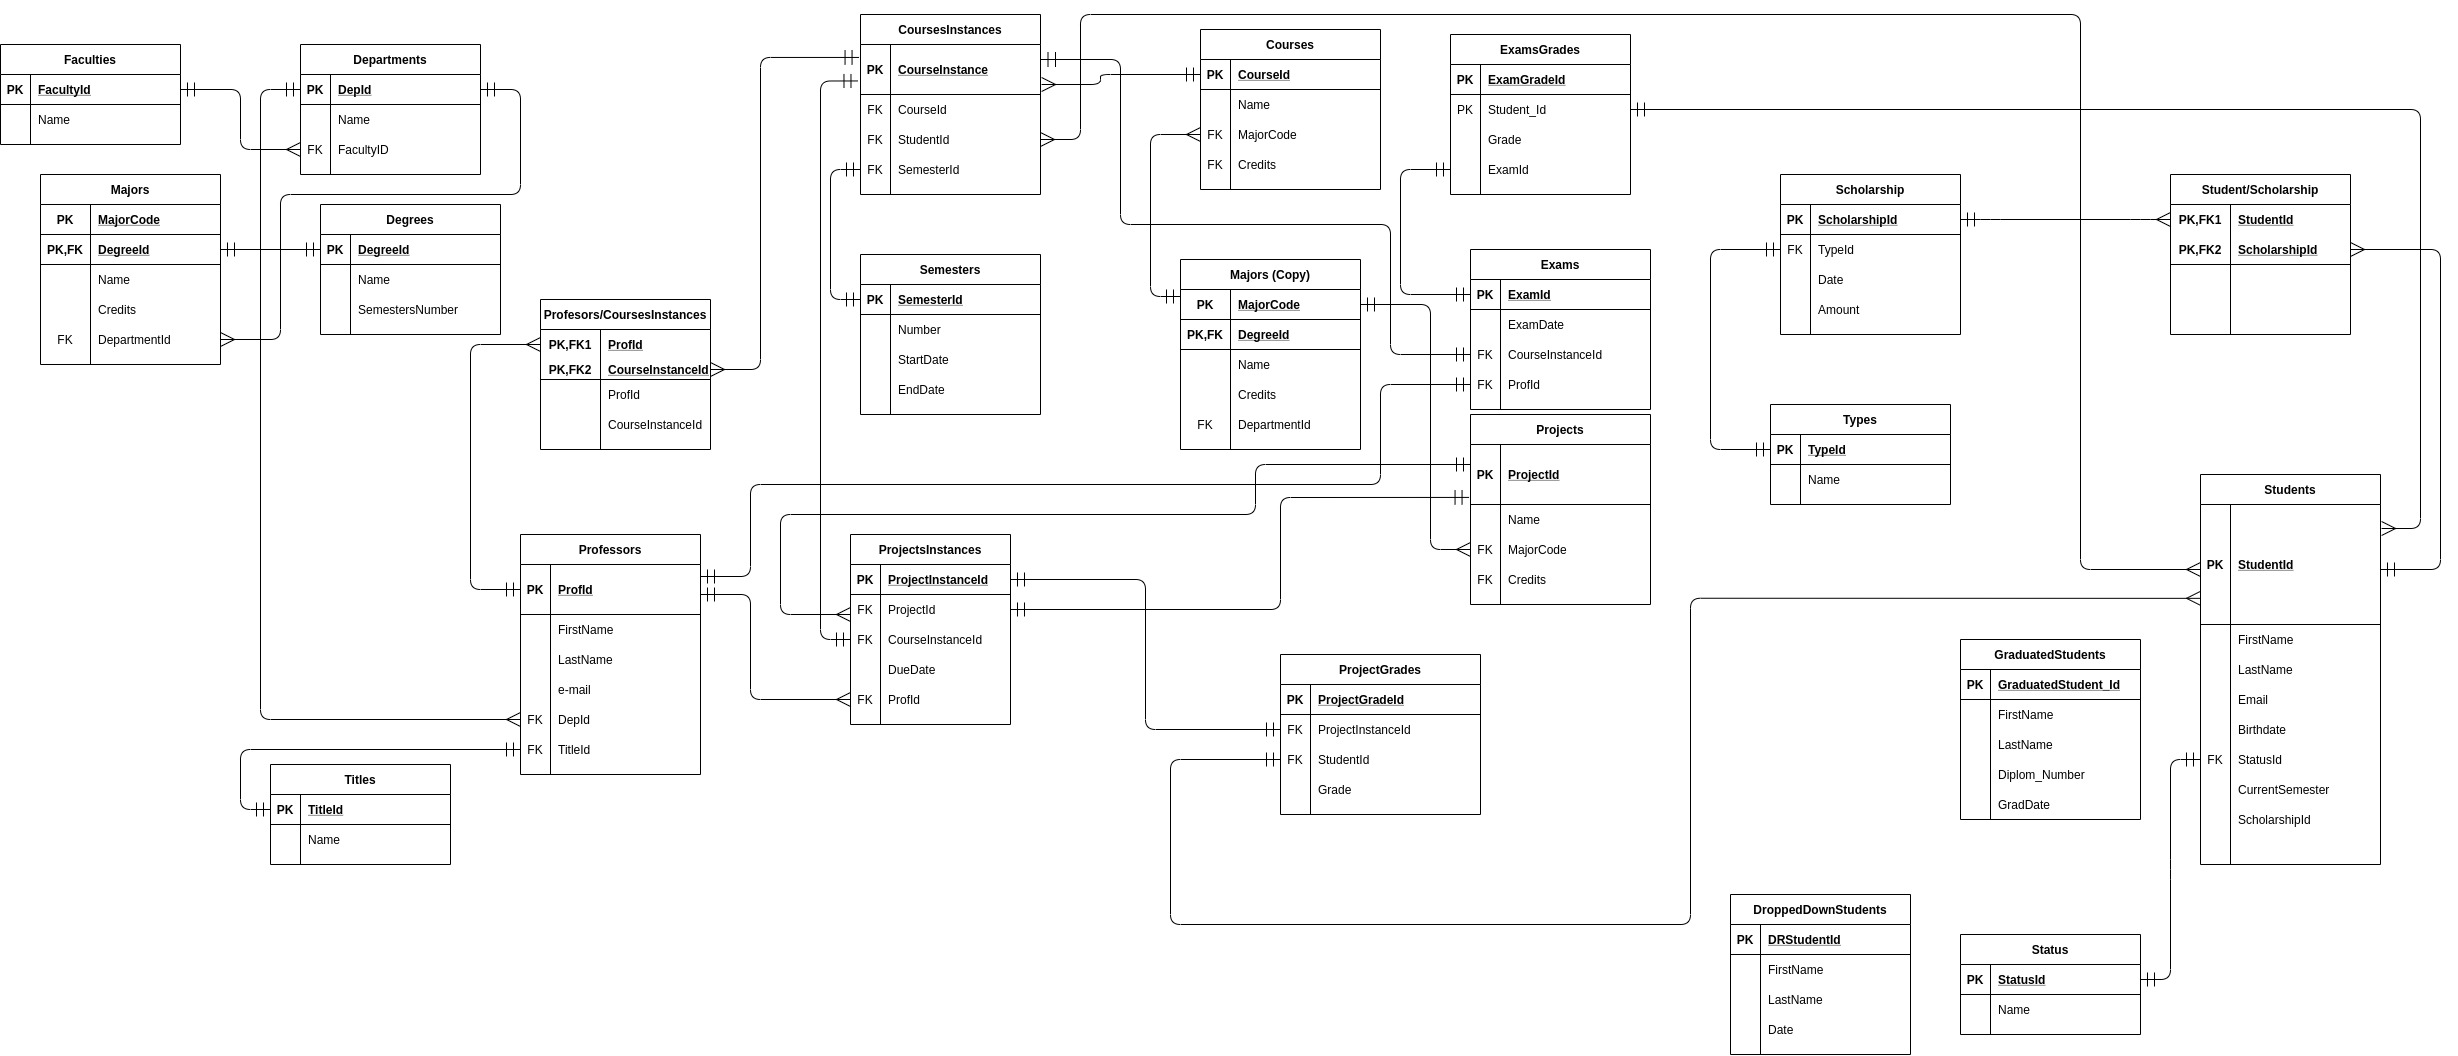 Faculties
PK FacultyId
Name
Departments
PK DepId
Name
FK FacultyID
Majors
PK MajorCode
PK,FK DegreeId
Name
Credits
FK DepartmentId
Degrees
PK DegreeId
Name
SemestersNumber
Profesors/CoursesInstances
PK,FK1 ProfId
PK,FK2 CourseInstanceId
ProfId
CourseInstanceId
CoursesInstances
PK CourseInstance
FK CourseId
FK StudentId
FK SemesterId
Semesters
PK SemesterId
Number
StartDate
EndDate
Courses
PK CourseId
Name
FK MajorCode
FK Credits
Majors (Copy)
PK MajorCode
PK,FK DegreeId
Name
Credits
FK DepartmentId
ExamsGrades
PK ExamGradeId
PK Student_Id
Grade
ExamId
Exams
PK ExamId
ExamDate
FK CourseInstanceId
FK ProfId
Projects
PK ProjectId
Name
FK MajorCode
FK Credits
Scholarship
PK ScholarshipId
FK TypeId
Date
Amount
Student/Scholarship
PK,FK1 StudentId
PK,FK2 ScholarshipId
Types
PK TypeId
Name
Students
PK StudentId
FirstName
LastName
Email
Birthdate
FK StatusId
CurrentSemester
ScholarshipId
Professors
PK ProfId
FirstName
LastName
e-mail
FK DepId
FK TitleId
ProjectsInstances
PK ProjectInstanceId
FK ProjectId
FK CourseInstanceId
DueDate
FK ProfId
ProjectGrades
PK ProjectGradeId
FK ProjectInstanceId
FK StudentId
Grade
GraduatedStudents
PK GraduatedStudent_Id
FirstName
LastName
Diplom_Number
GradDate
Titles
PK TitleId
Name
DroppedDownStudents
PK DRStudentId
FirstName
LastName
Date
Status
PK StatusId
Name